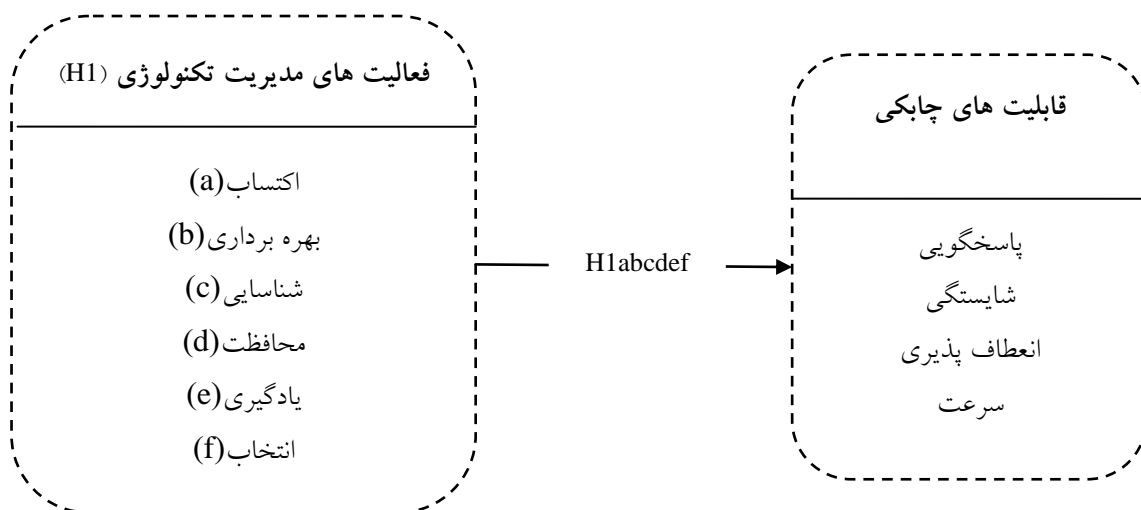 فعالیت های مدیریت تکنولوژی (H1)
اکتساب(a)
بهره برداری(b)
شناسایی(c)
محافظت(d)
یادگیری(e)
انتخاب(f)
H1abcdef
قابلیت های چابکی
پاسخگویی
شایستگی
انعطاف پذیری
سرعت